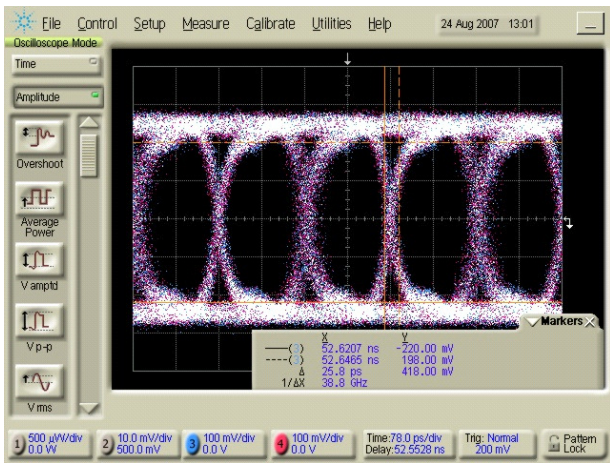 File Control Setup Measure Calibrate Utilities Help 24 Aug 2007 13:01
Oscilloscope Mode
Time
Amplitude
Overshoot
Average
Power
V amptd
V p-p
V rms
Markers X
X Y
——(3) 52.6207 ns -220.00 mV
----(3) 52.6465 ns 198.00 mV
Δ 25.8 ps 418.00 mV
1/ΔX 38.8 GHz
1) 500 µW/div
0.0 W
2) 10.0 mV/div
500.0 mV
3) 100 mV/div
0.0 V
4) 100 mV/div
0.0 V
Time:78.0 ps/div
Delay:52.5528 ns
Trig: Normal
200 mV
Pattern
Lock